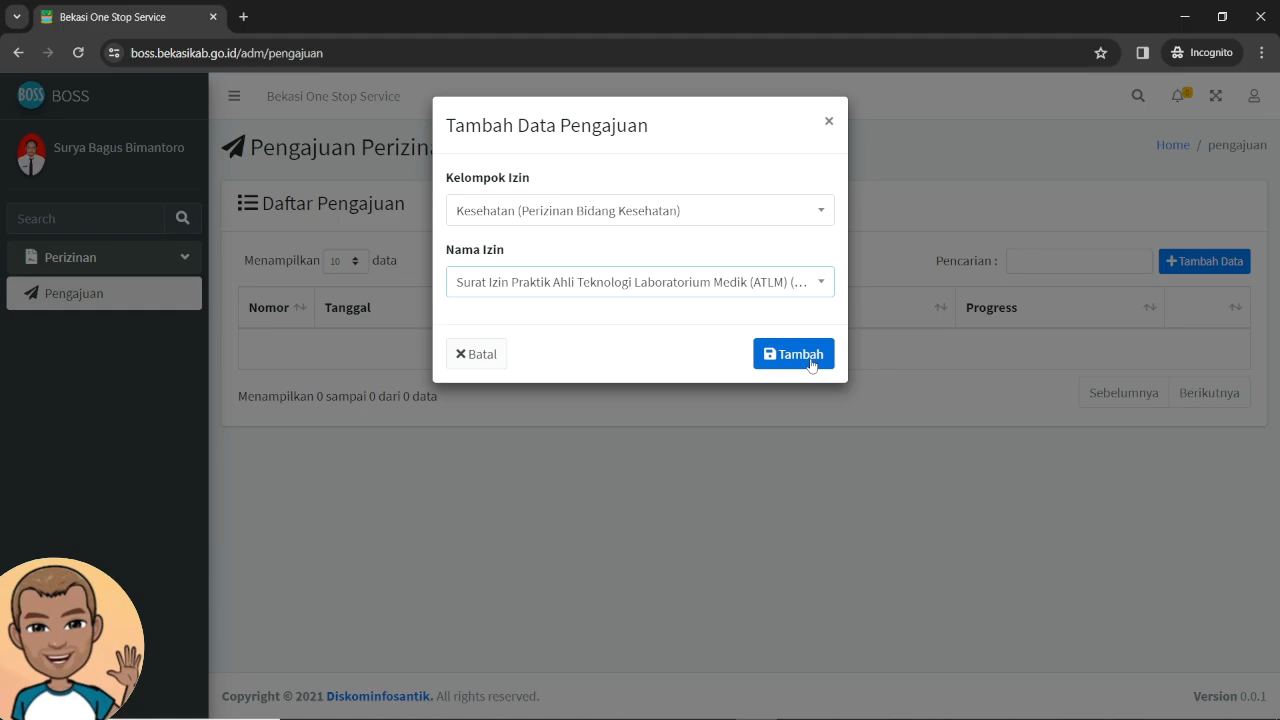 Bekasi One Stop Service
boss.bekasikab.go.id/adm/pengajuan
Incognito
BOSS
BOSS
Bekasi One Stop Service
Surya Bagus Bimantoro
Search
Perizinan
Pengajuan
Pengajuan Perizin
Home / pengajuan
Daftar Pengajuan
Menampilkan 10 data
Pencarian :
Tambah Data
Nomor
Tanggal
Progress
Menampilkan 0 sampai 0 dari 0 data
Sebelumnya
Berikutnya
Tambah Data Pengajuan
×
Kelompok Izin
Kesehatan (Perizinan Bidang Kesehatan)
Nama Izin
Surat Izin Praktik Ahli Teknologi Laboratorium Medik (ATLM) (...
Batal
Tambah
Copyright © 2021 Diskominfosantik. All rights reserved.
Version 0.0.1